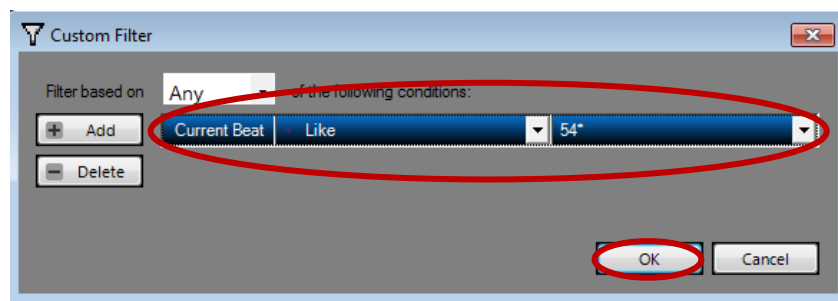 Custom Filter
Filter based on Any of the following conditions:
Add Current Beat Like 54*
Delete
OK Cancel